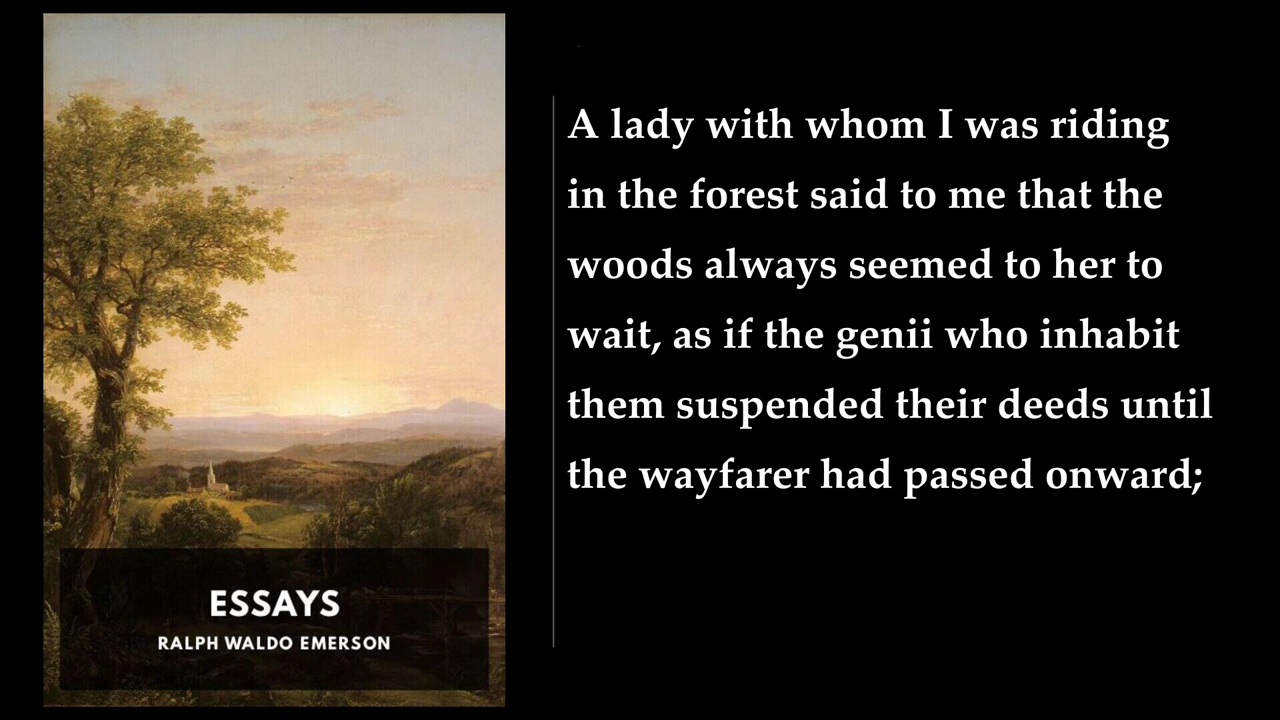 ESSAYS
RALPH WALDO EMERSON
A lady with whom I was riding
in the forest said to me that the
woods always seemed to her to
wait, as if the genii who inhabit
them suspended their deeds until
the wayfarer had passed onward;